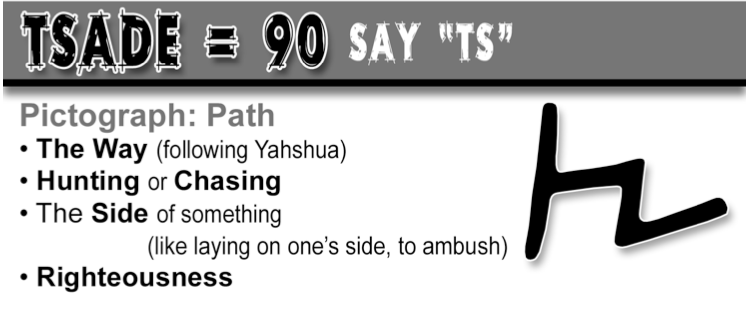 TSADE = 90 SAY "TS"
Pictograph: Path
• The Way (following Yahshua)
• Hunting or Chasing
• The Side of something
(like laying on one's side, to ambush)
• Righteousness